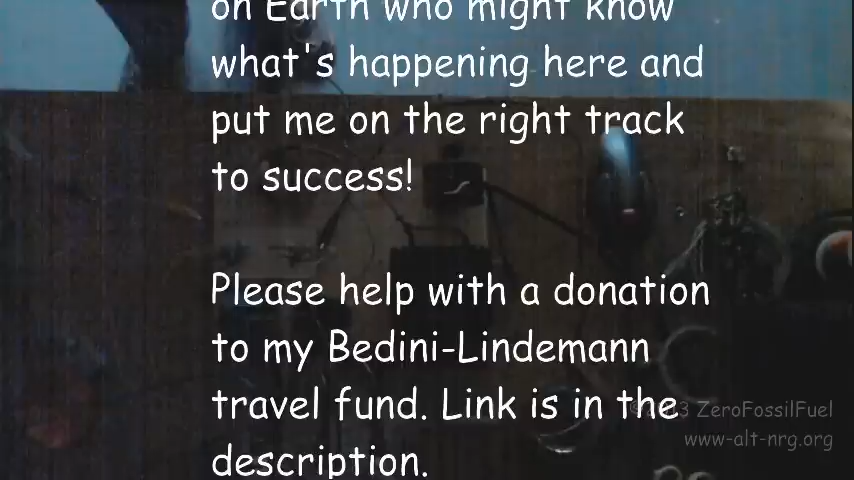 on Earth who might know
what's happening here and
put me on the right track
to success!
Please help with a donation
to my Bedini-Lindemann
travel fund. Link is in the
description.
©2013 ZeroFossilFuel
www-alt-nrg.org